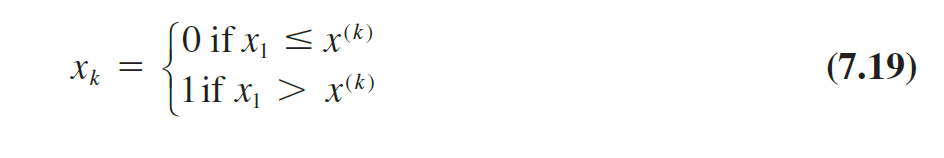 x_k = {0 if x_1 ≤ x^(k)
1 if x_1 > x^(k)
(7.19)